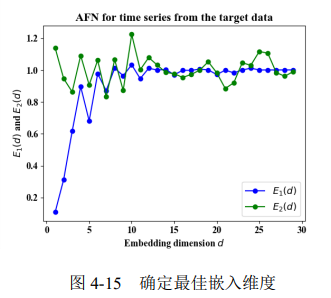 AFN for time series from the target data
1.2
1.0
0.8
0.6
0.4
0.2
E₁(d) and E₂(d)
0 5 10 15 20 25 30
Embedding dimension d
E₁(d)
E₂(d)
图 4-15 确定最佳嵌入维度